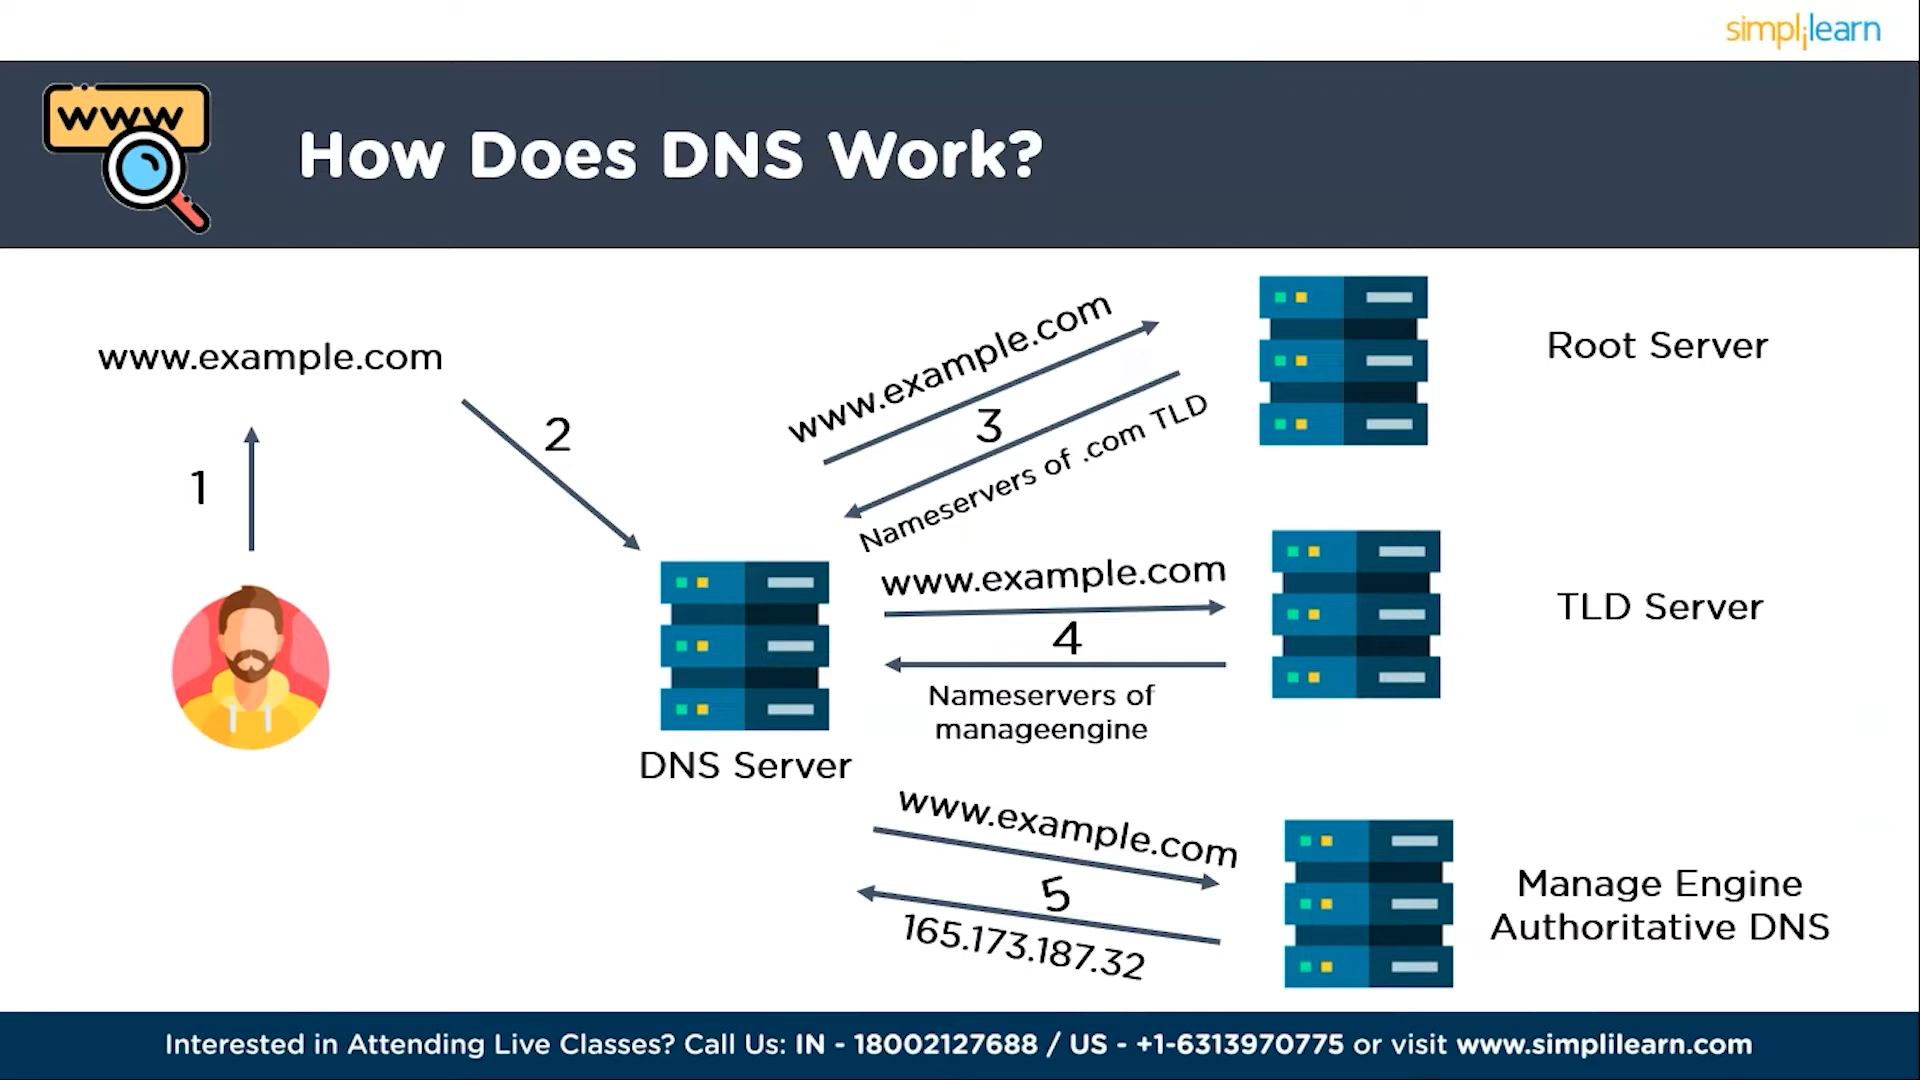 simplilearn
www
How Does DNS Work?
www.example.com
1
2
www.example.com
3
Nameservers of .com TLD
Root Server
www.example.com
4
Nameservers of
manageengine
TLD Server
DNS Server
www.example.com
5
165.173.187.32
Manage Engine
Authoritative DNS
Interested in Attending Live Classes? Call Us: IN - 18002127688 / US - +1-6313970775 or visit www.simplilearn.com